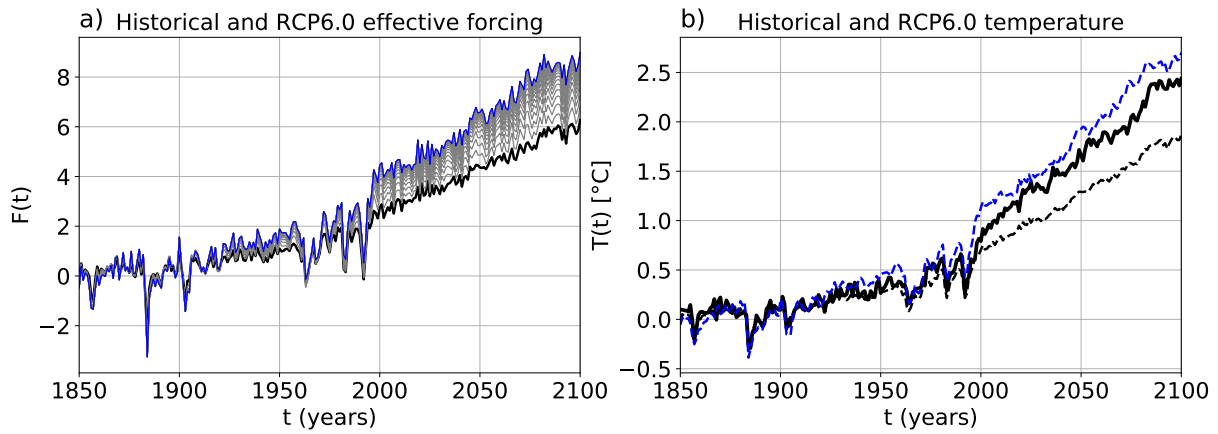 a) Historical and RCP6.0 effective forcing
F(t)
8
6
4
2
0
−2
1850 1900 1950 2000 2050 2100
t (years)
b) Historical and RCP6.0 temperature
T(t) [°C]
2.5
2.0
1.5
1.0
0.5
0.0
−0.5
1850 1900 1950 2000 2050 2100
t (years)